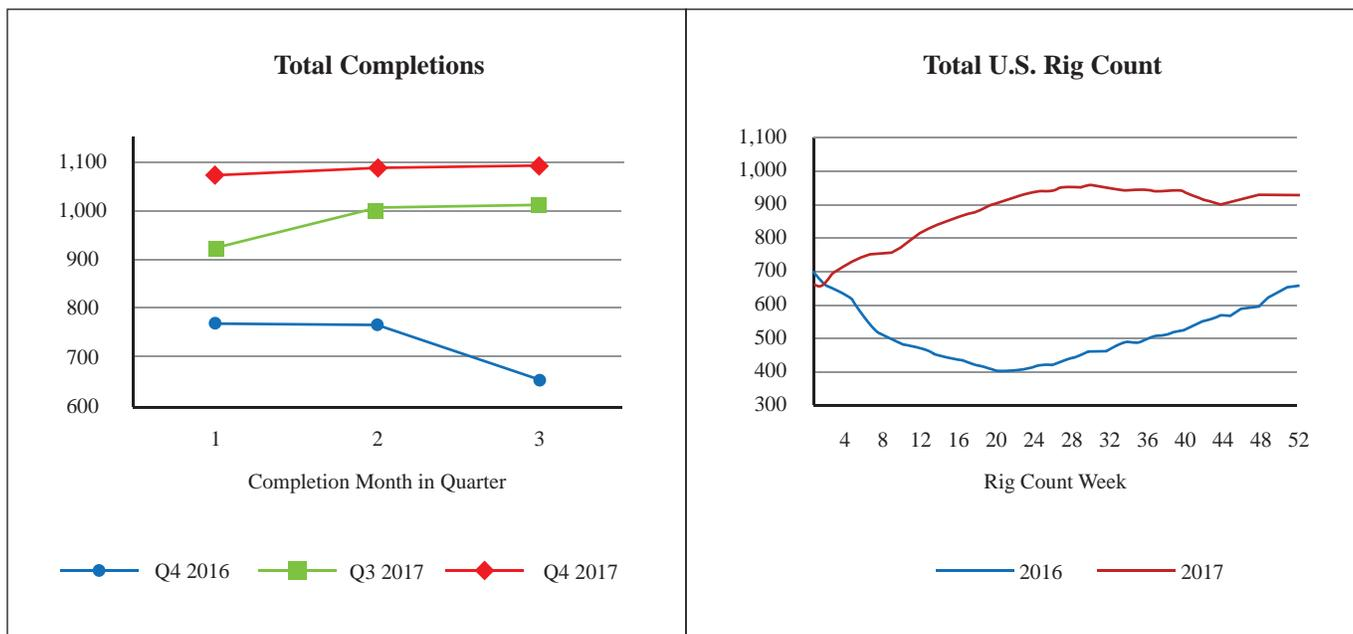 Total Completions
1,100
1,000
900
800
700
600
1 2 3
Completion Month in Quarter
Q4 2016 Q3 2017 Q4 2017
Total U.S. Rig Count
1,100
1,000
900
800
700
600
500
400
300
4 8 12 16 20 24 28 32 36 40 44 48 52
Rig Count Week
2016 2017